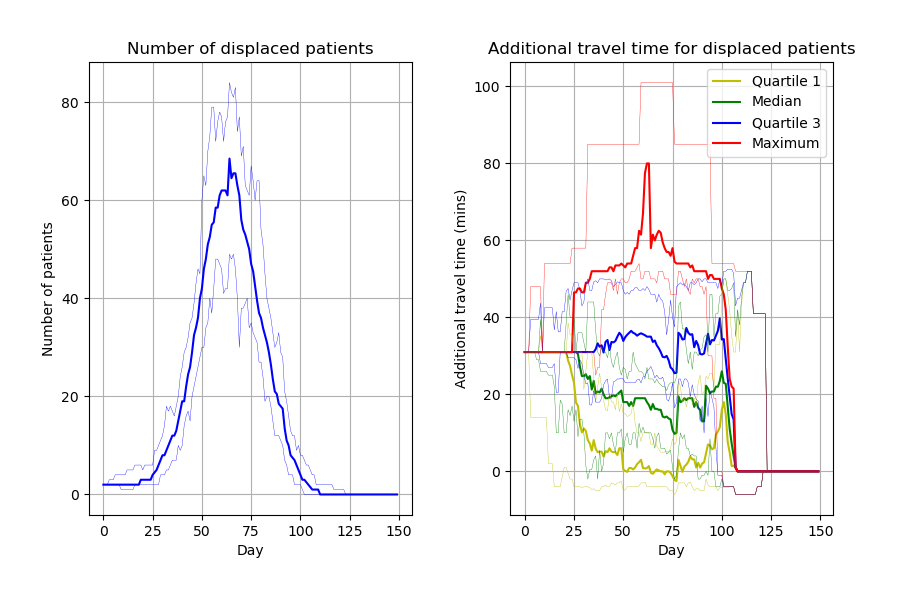 Number of displaced patients
Number of patients
80
60
40
20
0
0 25 50 75 100 125 150
Day
Additional travel time for displaced patients
Additional travel time (mins)
100
80
60
40
20
0
Quartile 1
Median
Quartile 3
Maximum
0 25 50 75 100 125 150
Day